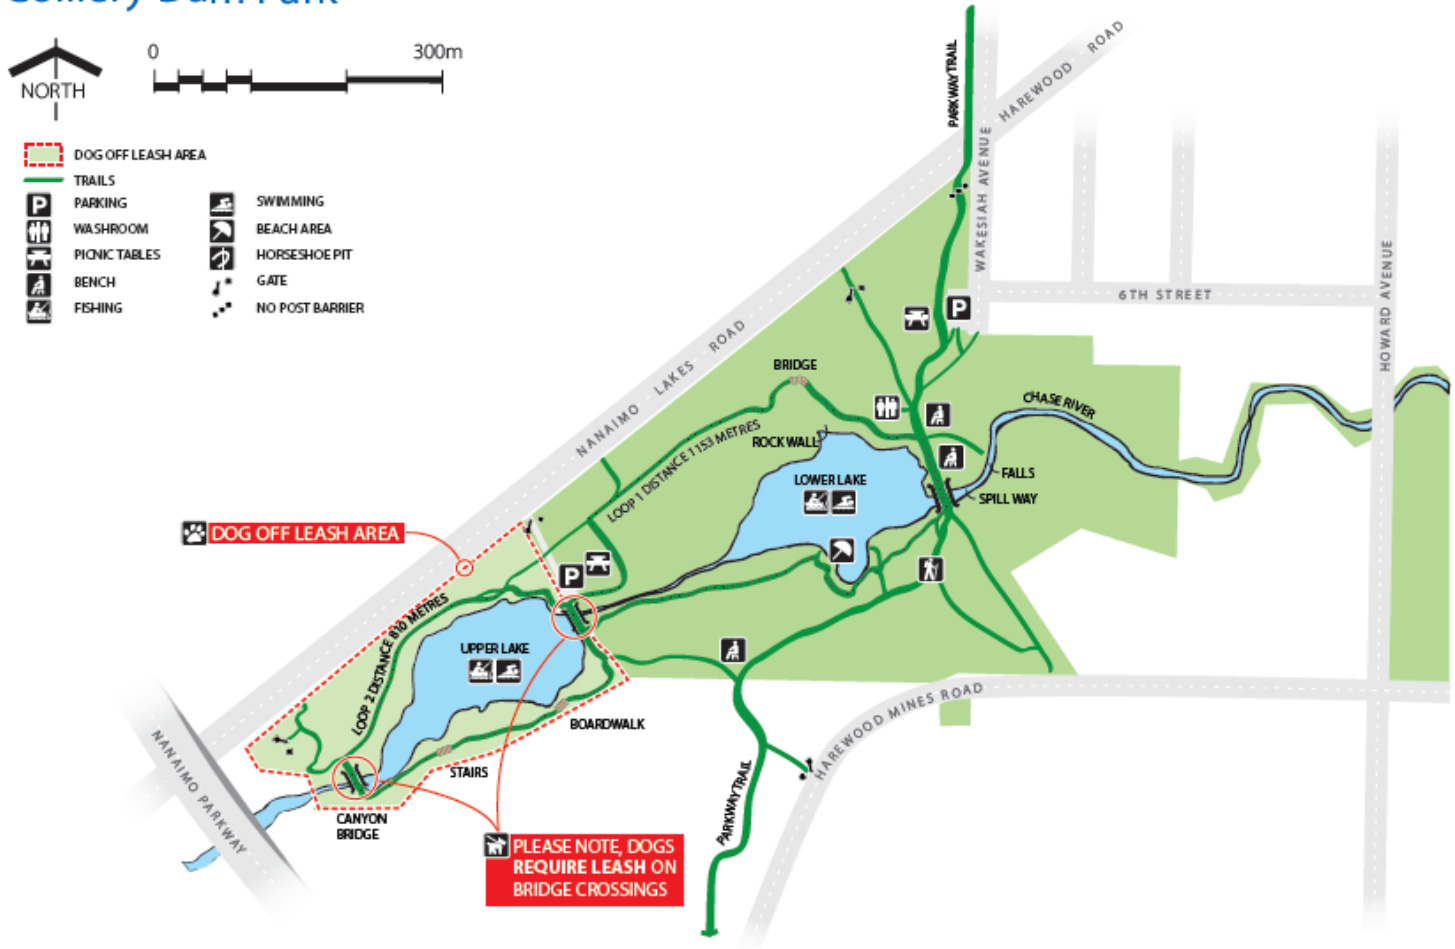 Colliery Dam Park
0 300m
NORTH
DOG OFF LEASH AREA
TRAILS
P PARKING
WASHROOM
PICNIC TABLES
BENCH
FISHING
SWIMMING
BEACH AREA
HORSESHOE PIT
GATE
NO POST BARRIER
PARKWAY TRAIL
HAREWOOD ROAD
WAKESIAH AVENUE
6TH STREET
HOWARD AVENUE
NANAIMO LAKES ROAD
P
BRIDGE
CHASE RIVER
ROCK WALL
LOOP 1 DISTANCE 1153 METRES
LOWER LAKE
FALLS
SPILL WAY
DOG OFF LEASH AREA
P
LOOP 2 DISTANCE 810 METRES
UPPER LAKE
BOARDWALK
STAIRS
HAREWOOD MINES ROAD
NANAIMO PARKWAY
PARKWAY TRAIL
CANYON
BRIDGE
PLEASE NOTE, DOGS
REQUIRE LEASH ON
BRIDGE CROSSINGS